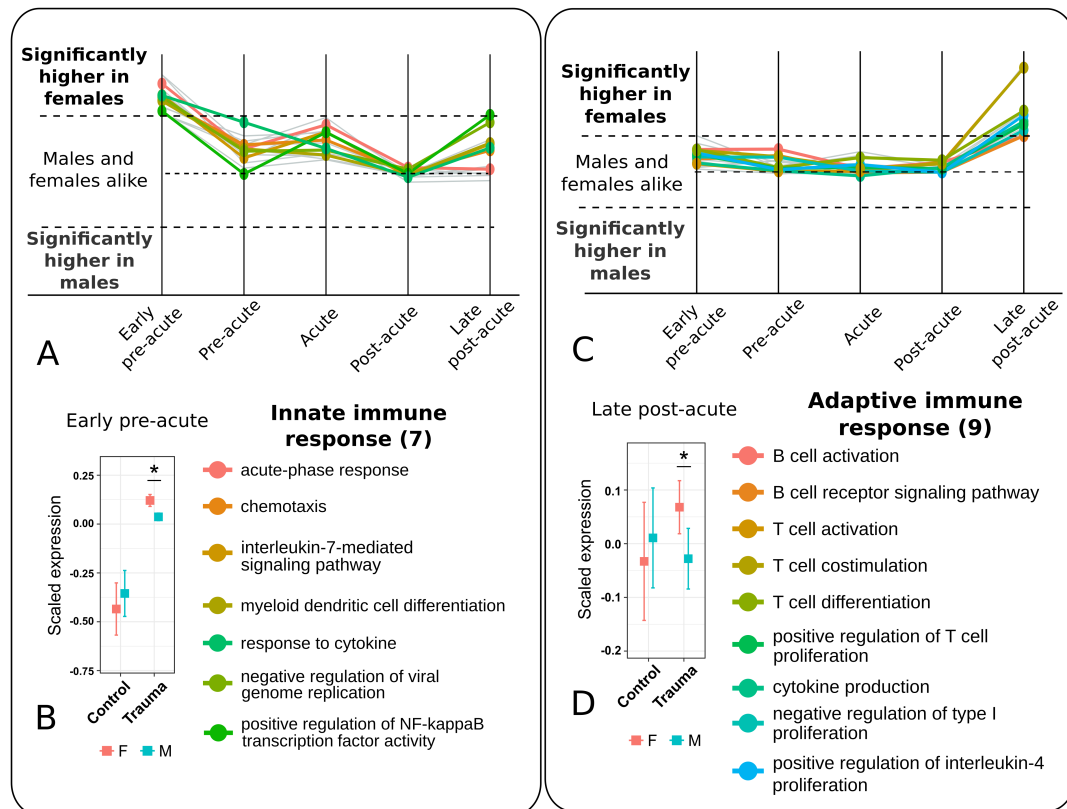 Significantly
higher in
females
Males and
females alike
Significantly
higher in
males
Early
pre-acute
Pre-acute
Acute
Post-acute
Late
post-acute
A
Early pre-acute
Innate immune
response (7)
Scaled expression
0.25
0.00
-0.25
-0.50
-0.75
*
Control
Trauma
F
M
B
acute-phase response
chemotaxis
interleukin-7-mediated
signaling pathway
myeloid dendritic cell differentiation
response to cytokine
negative regulation of viral
genome replication
positive regulation of NF-kappaB
transcription factor activity
Significantly
higher in
females
Males and
females alike
Significantly
higher in
males
Early
pre-acute
Pre-acute
Acute
Post-acute
Late
post-acute
C
Late post-acute
Adaptive immune
response (9)
Scaled expression
0.1
0.0
-0.1
-0.2
*
Control
Trauma
F
M
D
B cell activation
B cell receptor signaling pathway
T cell activation
T cell costimulation
T cell differentiation
positive regulation of T cell
proliferation
cytokine production
negative regulation of type I
proliferation
positive regulation of interleukin-4
proliferation